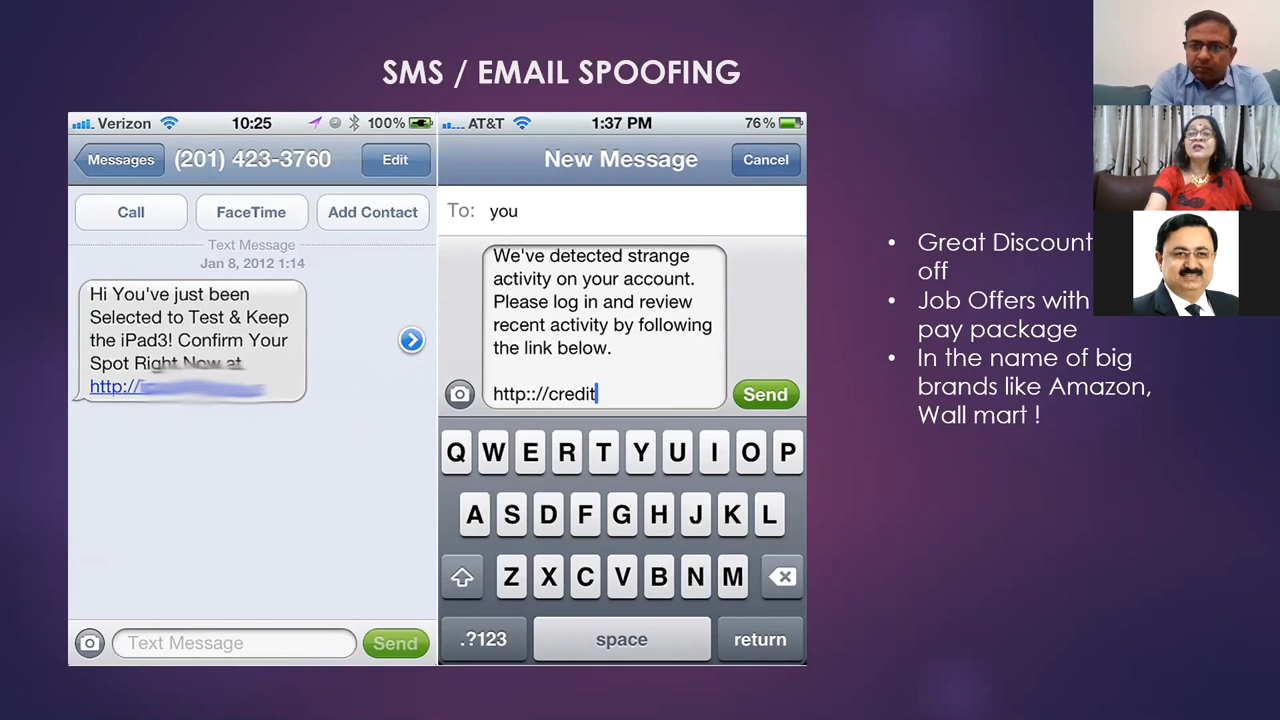 SMS / EMAIL SPOOFING
Verizon
10:25
100%
Messages
(201) 423-3760
Edit
Call
FaceTime
Add Contact
Text Message
Jan 8, 2012 1:14
Hi You've just been
Selected to Test & Keep
the iPad3! Confirm Your
Spot Right Now at
http://
Text Message
Send
AT&T
1:37 PM
76%
New Message
Cancel
To: you
We've detected strange
activity on your account.
Please log in and review
recent activity by following
the link below.
http:://credit
Send
Q W E R T Y U I O P
A S D F G H J K L
Z X C V B N M
.?123
space
return
• Great Discount
off
• Job Offers with
pay package
• In the name of big
brands like Amazon,
Wall mart !